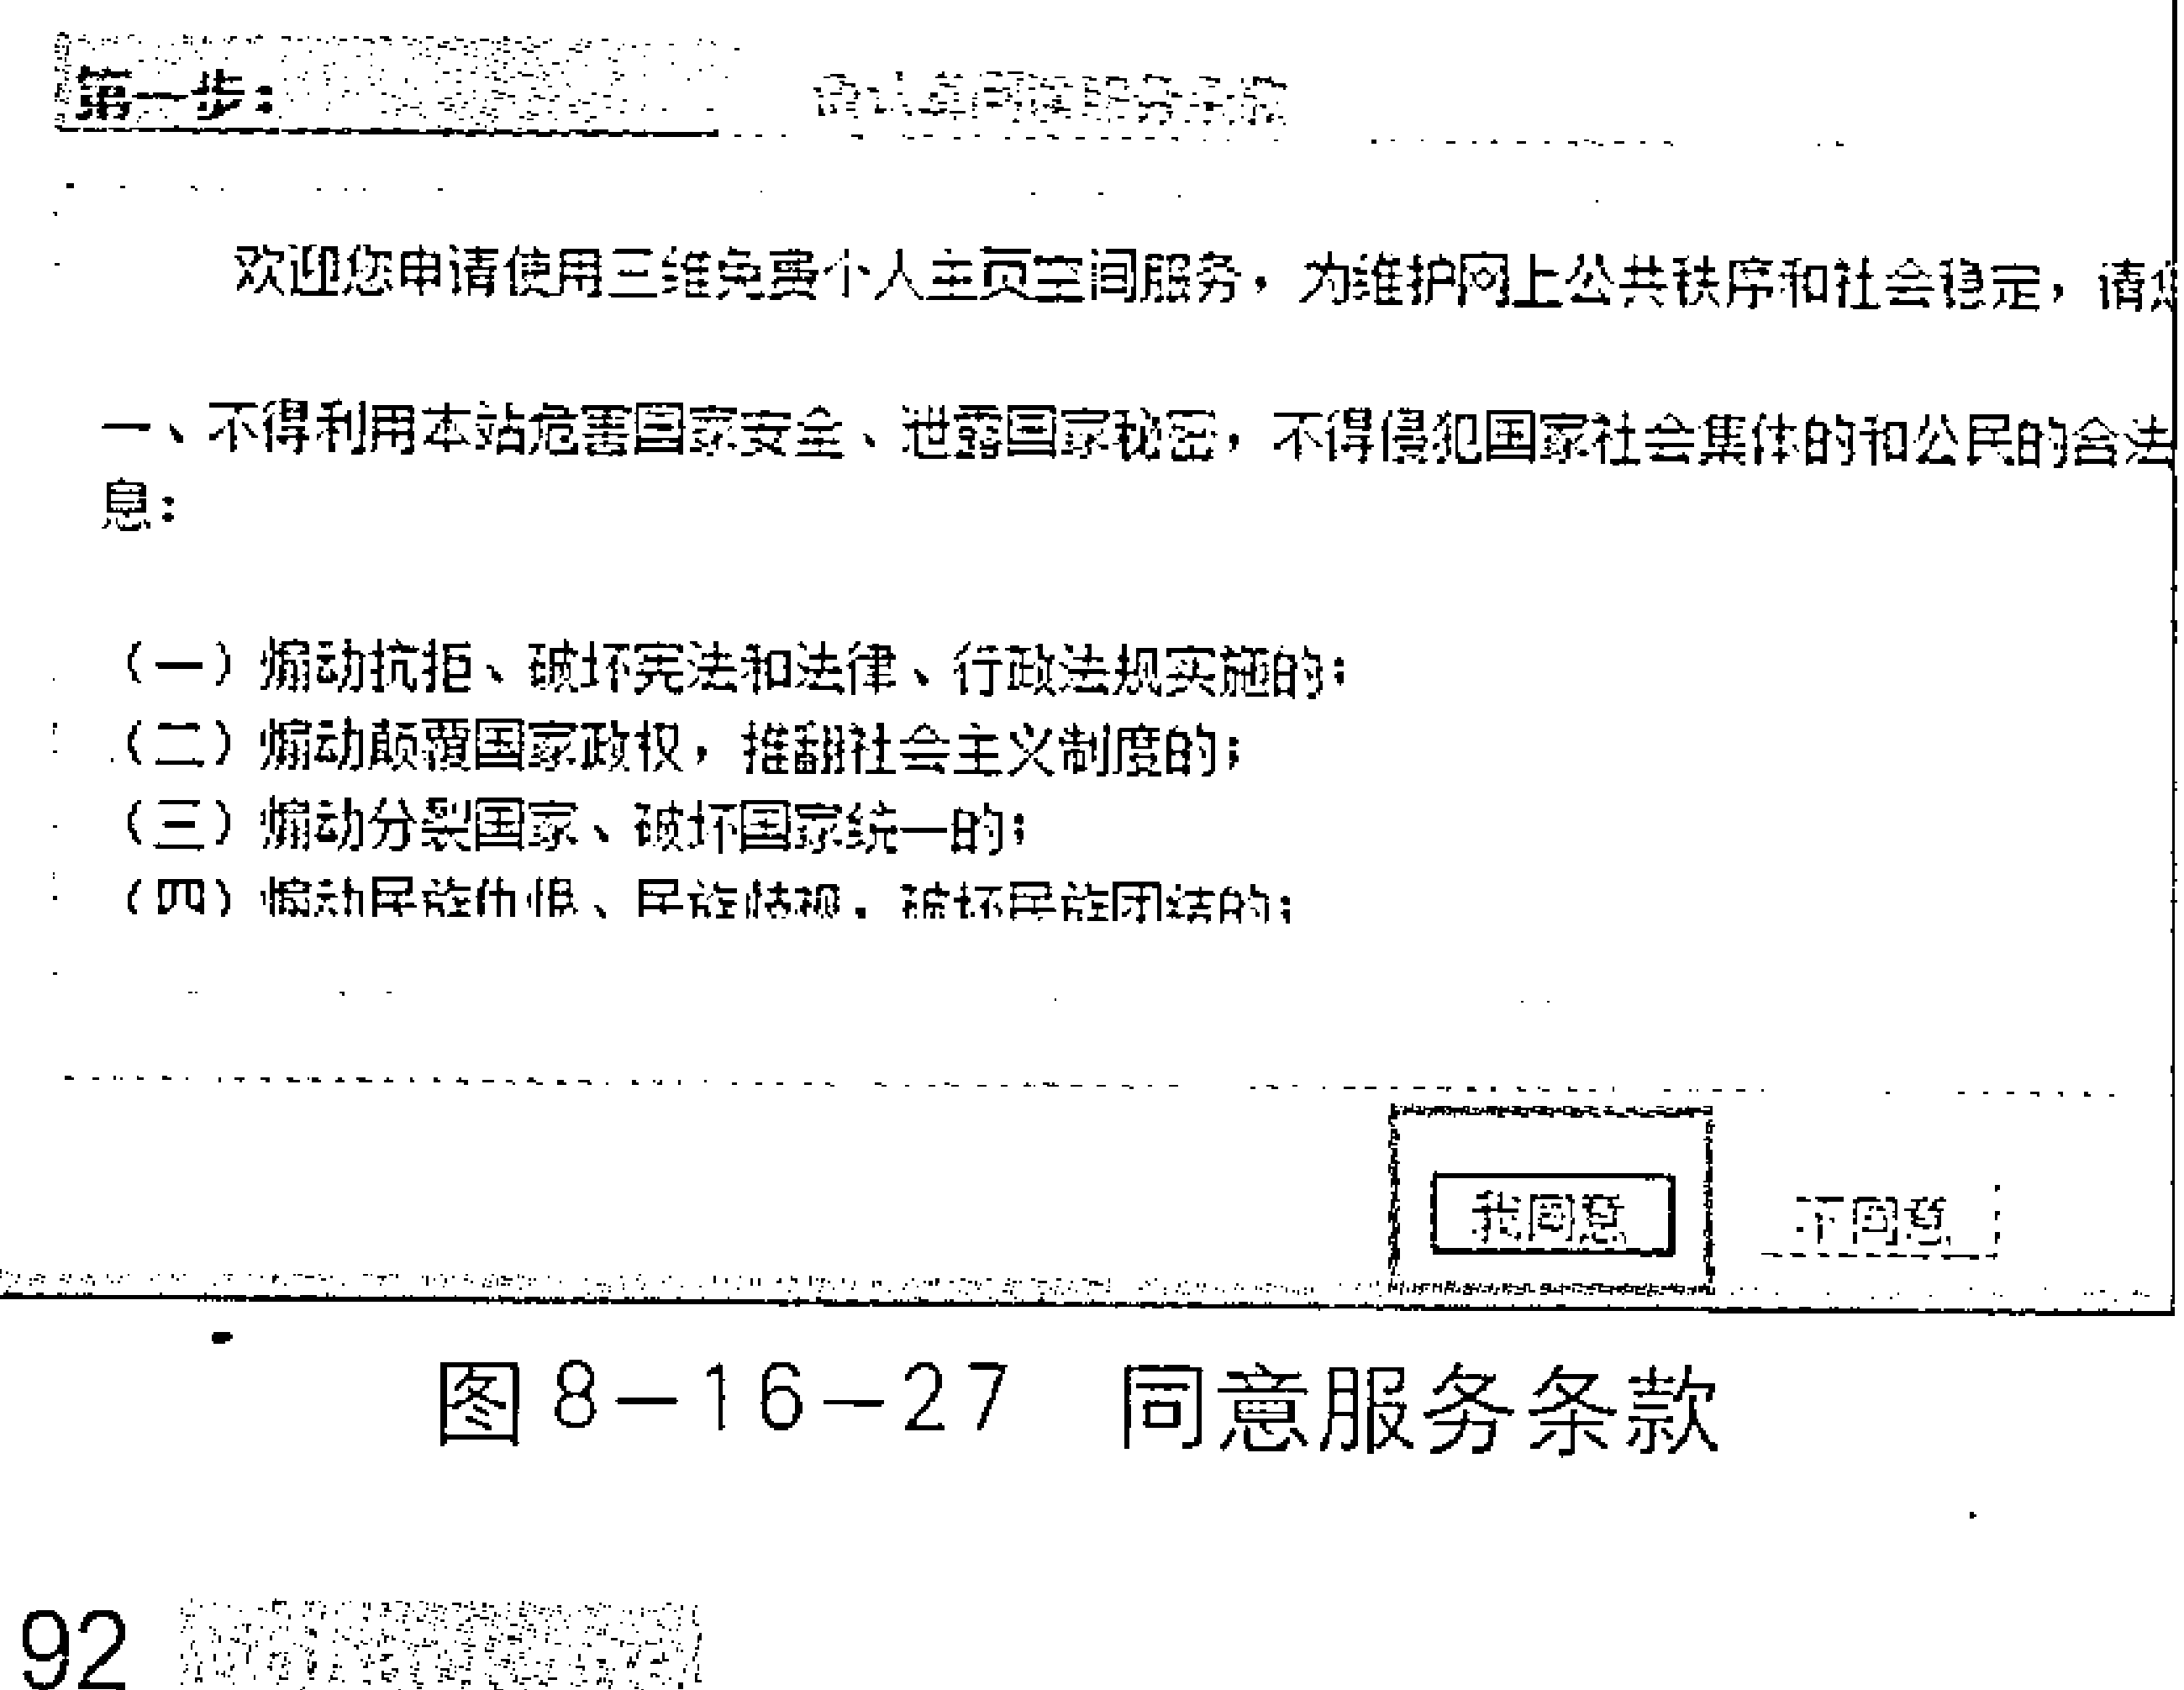 第一步:
欢迎您申请使用三维免费个人主页空间服务，为维护网上公共秩序和社会稳定，请您
一、不得利用本站危害国家安全、泄露国家秘密，不得侵犯国家社会集体的和公民的合法
息：
（一）煽动抗拒、破坏宪法和法律、行政法规实施的；
（二）煽动颠覆国家政权，推翻社会主义制度的；
（三）煽动分裂国家、破坏国家统一的；
（四）煽动民族仇恨、民族歧视，破坏民族团结的；
我同意 不同意
图8-16-27 同意服务条款
92